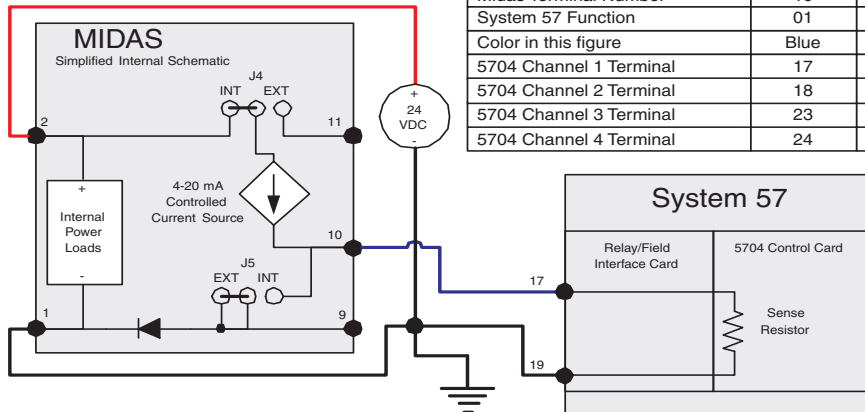 System 57 Function 01
Color in this figure Blue
5704 Channel 1 Terminal 17
5704 Channel 2 Terminal 18
5704 Channel 3 Terminal 23
5704 Channel 4 Terminal 24
MIDAS
Simplified Internal Schematic
J4
INT EXT
+
24
VDC
-
2
11
+
Internal
Power
Loads
-
4-20 mA
Controlled
Current Source
10
J5
EXT INT
1
9
System 57
Relay/Field
Interface Card
5704 Control Card
17
Sense
Resistor
19